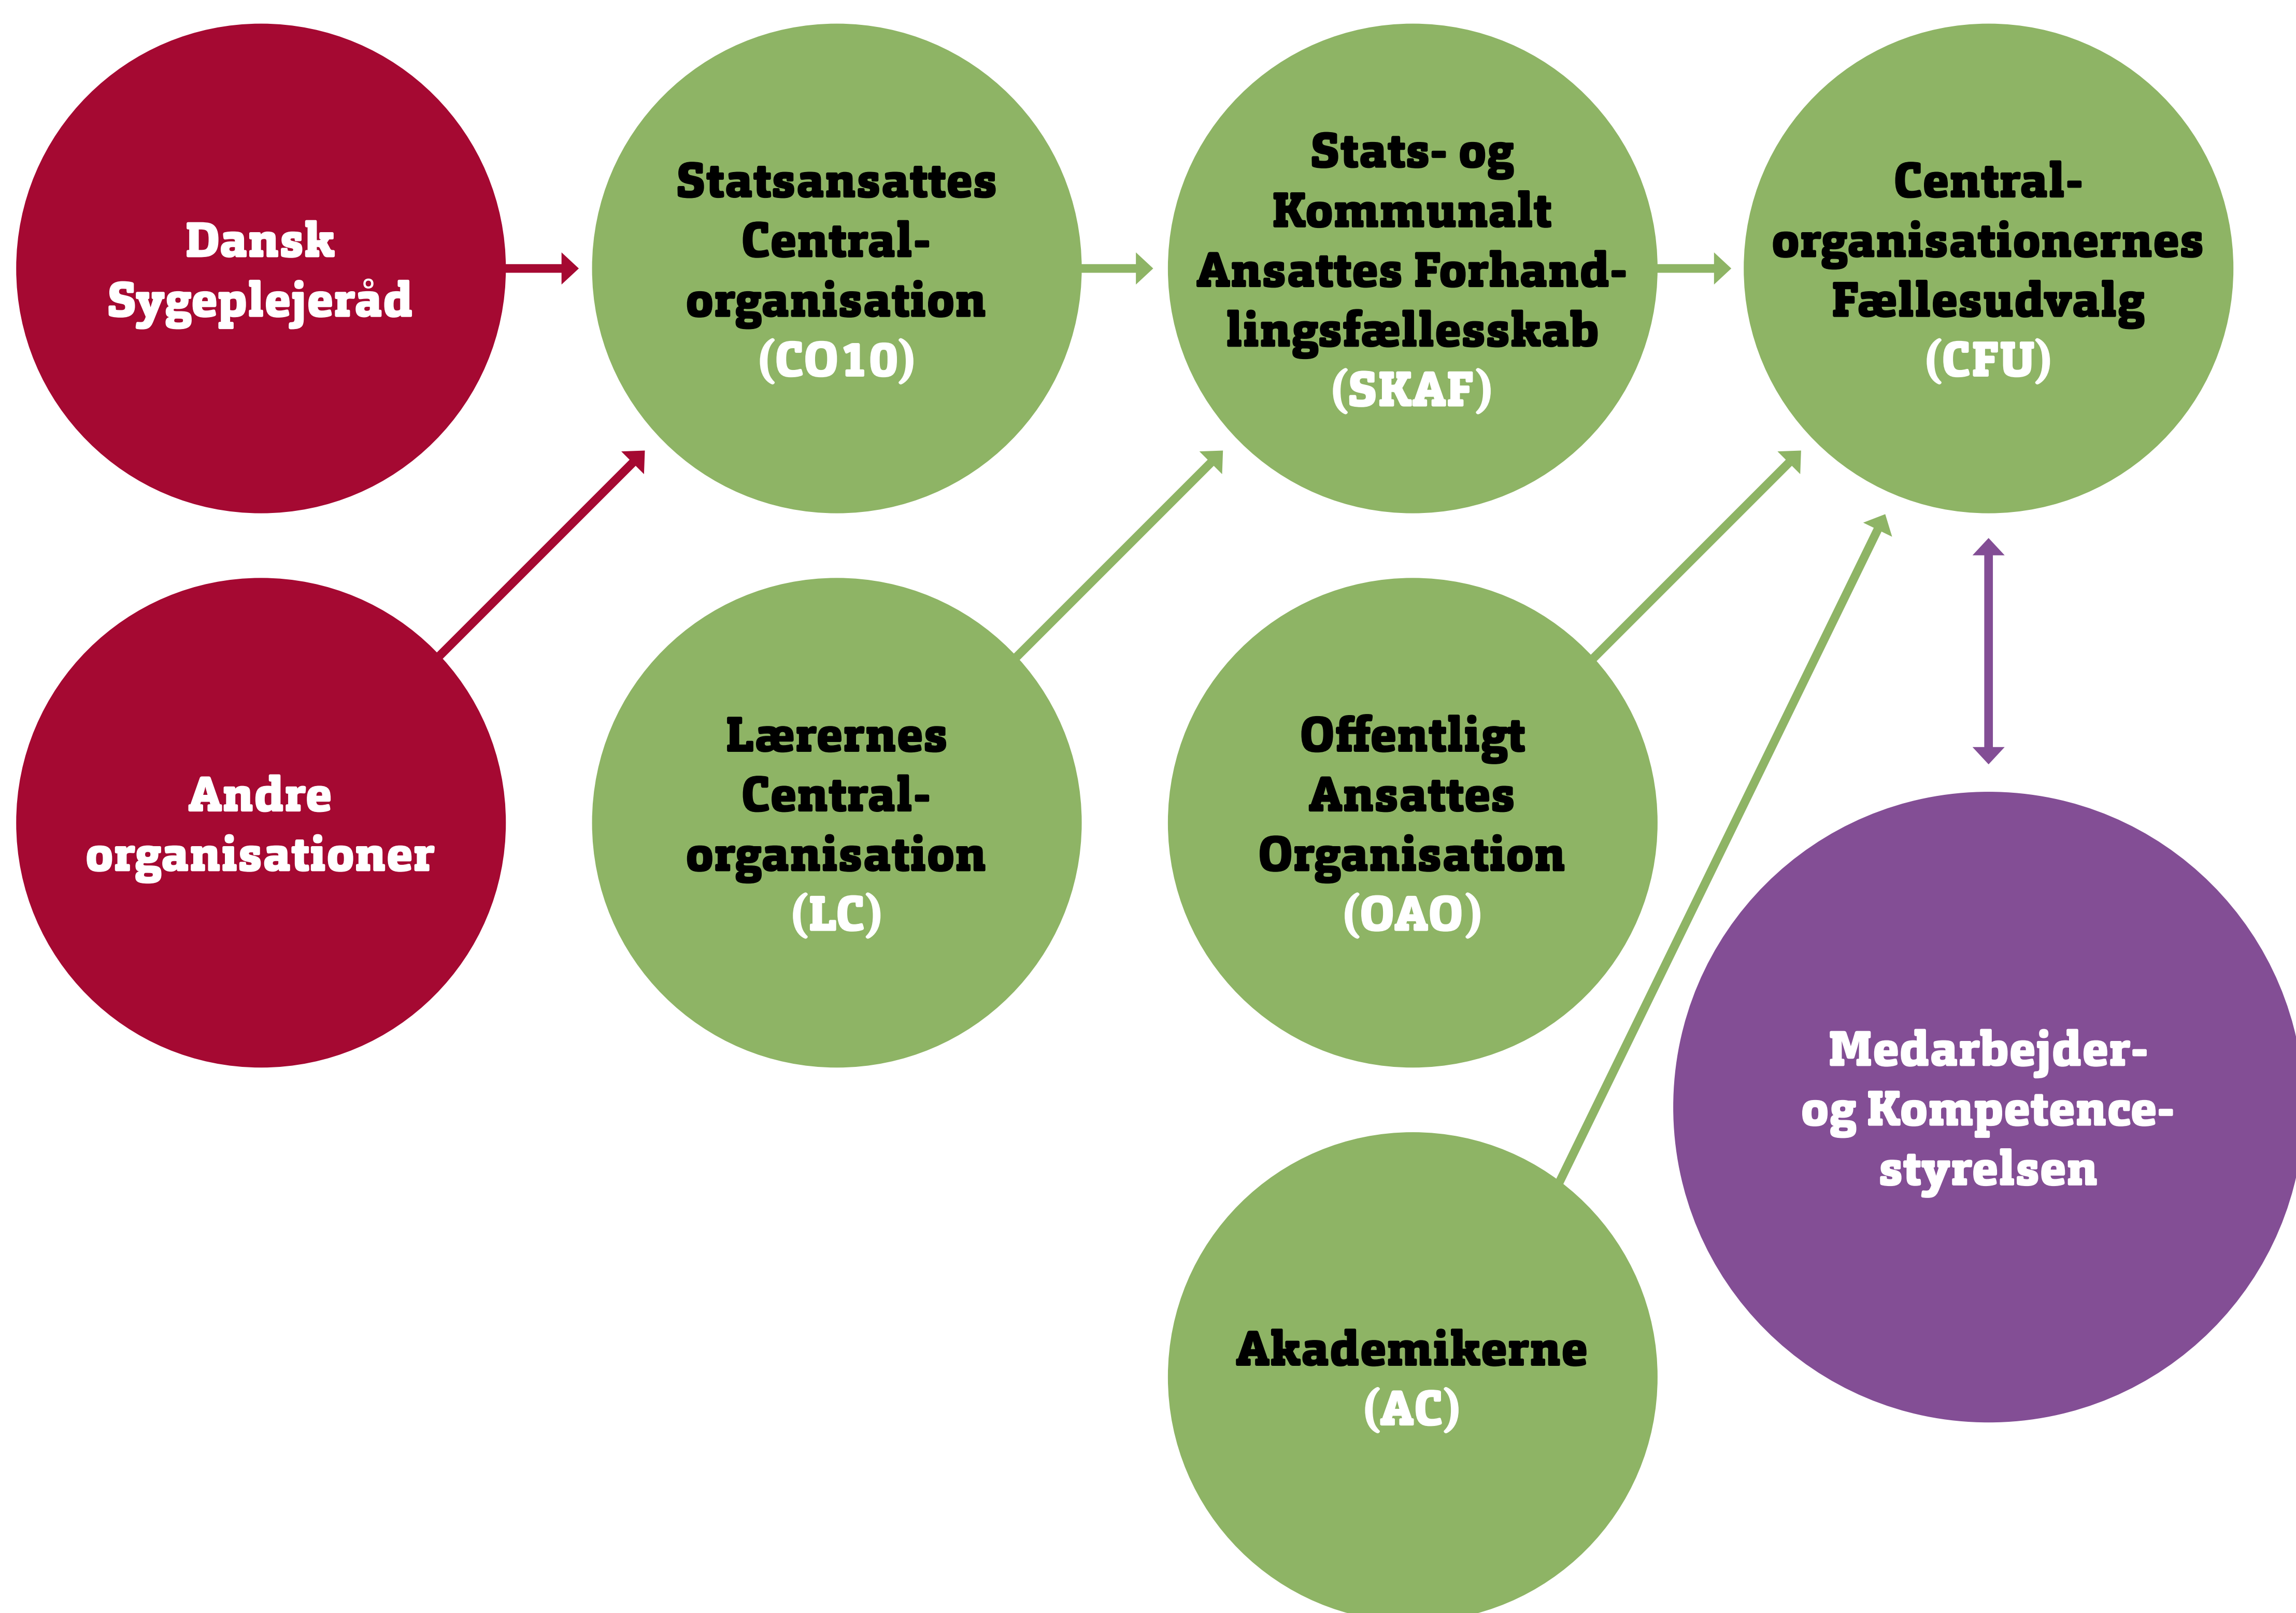 Dansk
Sygeplejeråd
Statsansattes
Central-
organisation
(CO10)
Stats- og
Kommunalt
Ansattes Forhand-
lingsfællesskab
(SKAF)
Central-
organisationernes
Fællesudvalg
(CFU)
Andre
organisationer
Lærernes
Central-
organisation
(LC)
Offentligt
Ansattes
Organisation
(OAO)
Medarbejder-
og Kompetence-
styrelsen
Akademikerne
(AC)